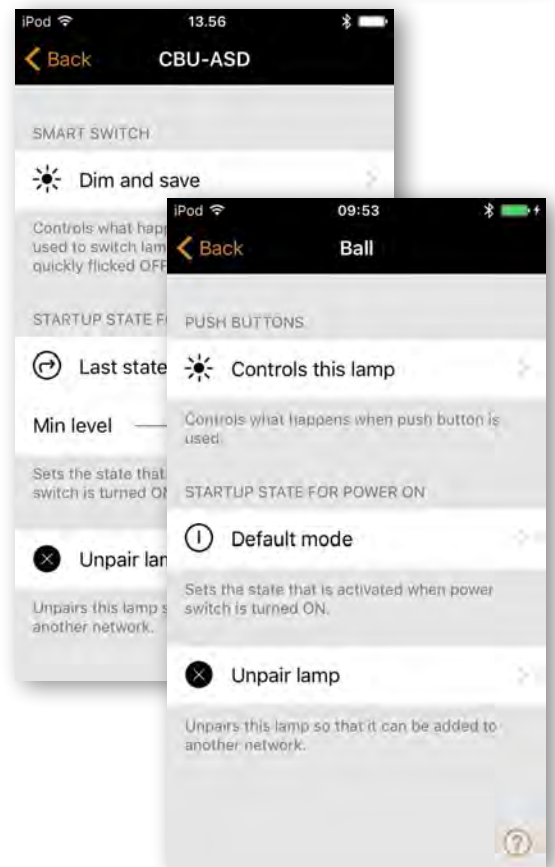 iPod 13.56
Back CBU-ASD
SMART SWITCH
Dim and save
Controls what happ
used to switch lam
quickly flicked OFF
STARTUP STATE F
Last state
Min level
Sets the state that
switch is turned O
Unpair lam
Unpairs this lamp s
another network.
iPod 09:53
Back Ball
PUSH BUTTONS
Controls this lamp
Controls what happens when push button is
used.
STARTUP STATE FOR POWER ON
Default mode
Sets the state that is activated when power
switch is turned ON.
Unpair lamp
Unpairs this lamp so that it can be added to
another network.
?